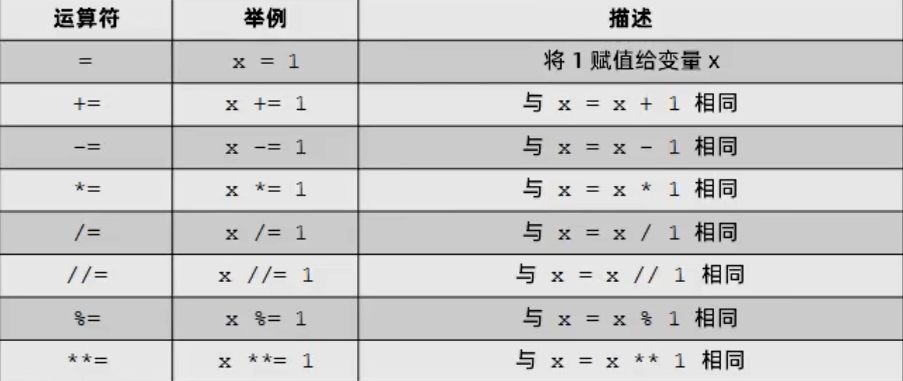 运算符 举例 描述
= x = 1 将 1 赋值给变量 x
+= x += 1 与 x = x + 1 相同
-= x -= 1 与 x = x - 1 相同
*= x *= 1 与 x = x * 1 相同
/= x /= 1 与 x = x / 1 相同
//= x //= 1 与 x = x // 1 相同
%= x %= 1 与 x = x % 1 相同
**= x **= 1 与 x = x ** 1 相同